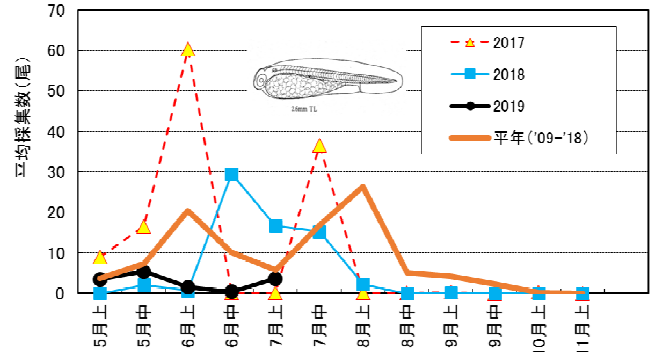 平均採集数（尾）
70
60
50
40
30
20
10
0
2017
2018
2019
平年（'09-'18）
5月上
5月中
6月上
6月中
7月上
7月中
8月上
8月中
9月上
9月中
10月上
11月上